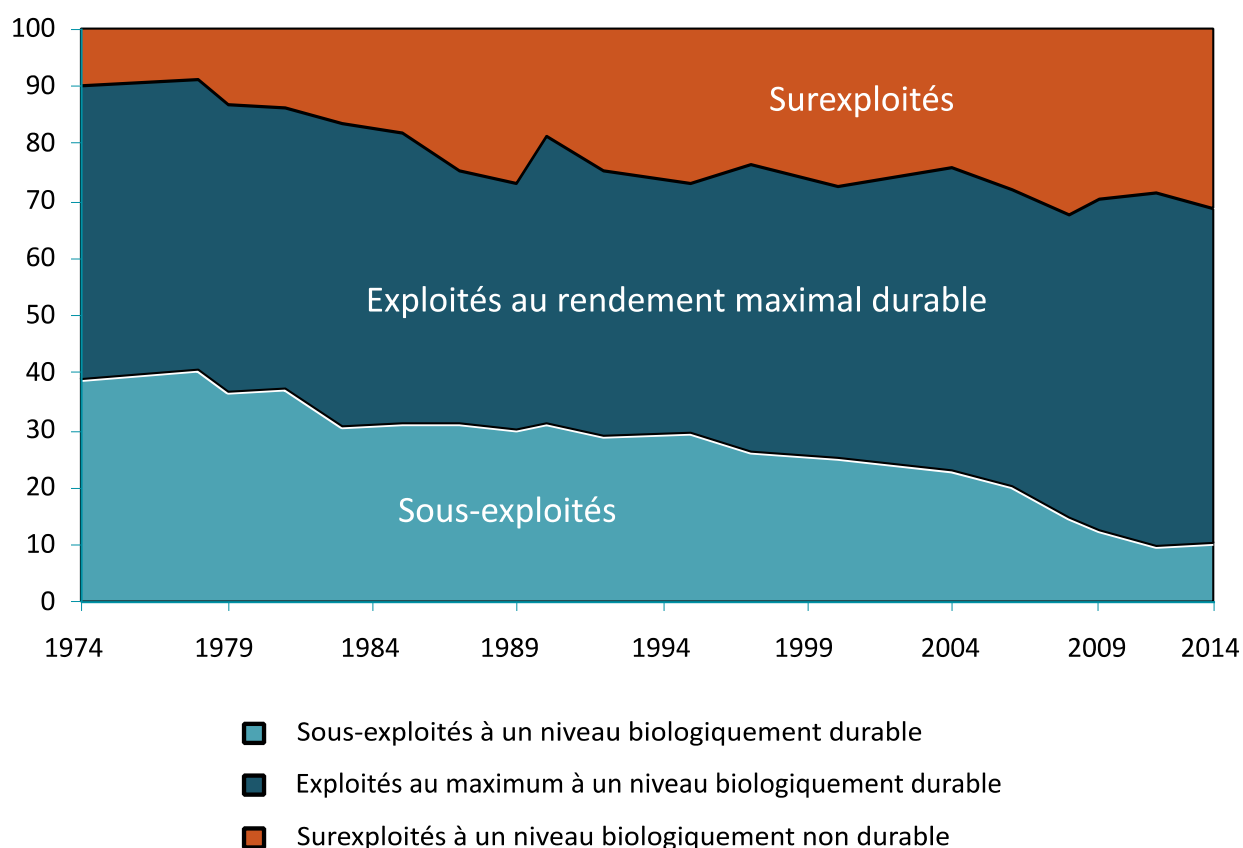 100
90
80
70
60
50
40
30
20
10
0
Surexploités
Exploités au rendement maximal durable
Sous-exploités
1974 1979 1984 1989 1994 1999 2004 2009 2014
Sous-exploités à un niveau biologiquement durable
Exploités au maximum à un niveau biologiquement durable
Surexploités à un niveau biologiquement non durable